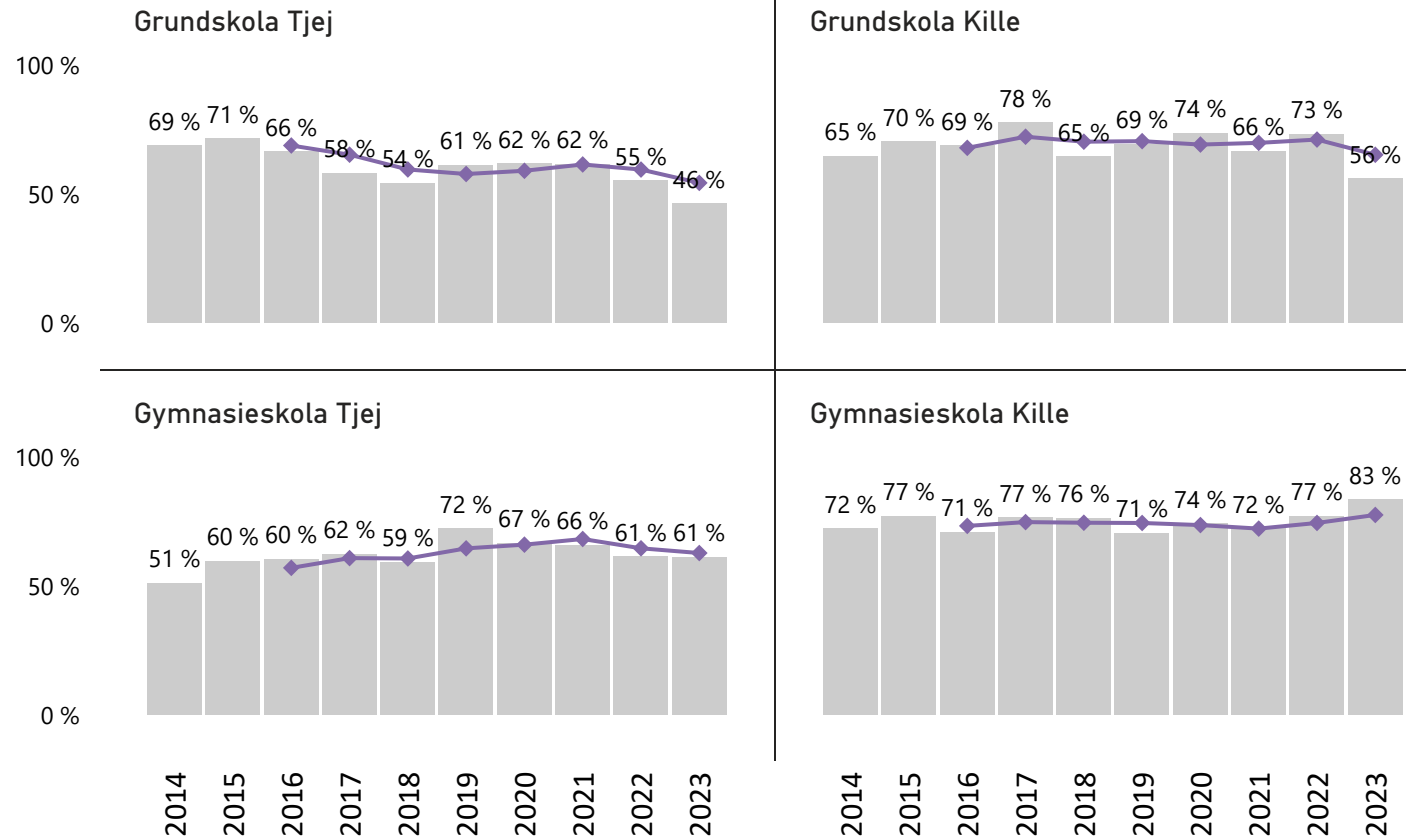 Grundskola Tjej
100 %
50 %
0 %
69 % 71 % 66 % 58 % 54 % 61 % 62 % 62 % 55 % 46 %
Grundskola Kille
65 % 70 % 69 % 78 % 65 % 69 % 74 % 66 % 73 % 56 %
Gymnasieskola Tjej
100 %
50 %
0 %
51 % 60 % 60 % 62 % 59 % 72 % 67 % 66 % 61 % 61 %
2014 2015 2016 2017 2018 2019 2020 2021 2022 2023
Gymnasieskola Kille
72 % 77 % 71 % 77 % 76 % 71 % 74 % 72 % 77 % 83 %
2014 2015 2016 2017 2018 2019 2020 2021 2022 2023